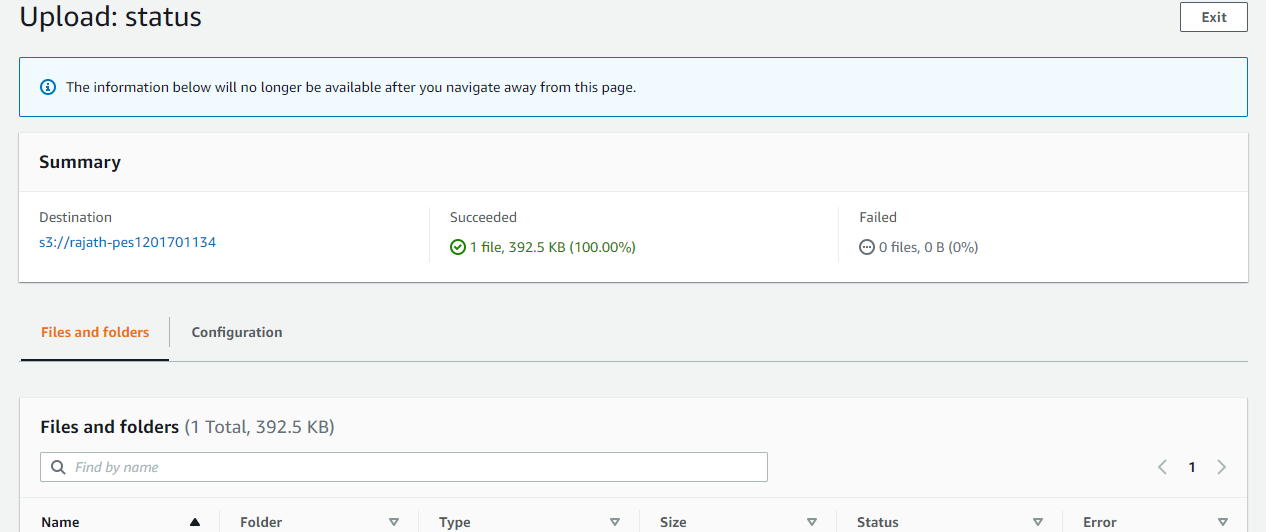 Upload: status
Exit
The information below will no longer be available after you navigate away from this page.
Summary
Destination
s3://rajath-pes1201701134
Succeeded
1 file, 392.5 KB (100.00%)
Failed
0 files, 0 B (0%)
Files and folders
Configuration
Files and folders (1 Total, 392.5 KB)
Find by name
1
Name Folder Type Size Status Error